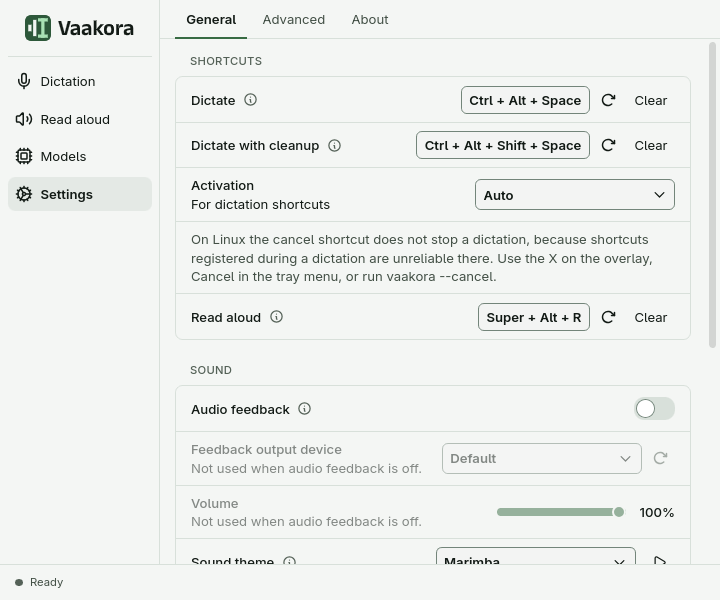 Vaakora
General Advanced About
Dictation
Read aloud
Models
Settings
SHORTCUTS
Dictate Ctrl + Alt + Space Clear
Dictate with cleanup Ctrl + Alt + Shift + Space Clear
Activation
For dictation shortcuts
Auto
On Linux the cancel shortcut does not stop a dictation, because shortcuts
registered during a dictation are unreliable there. Use the X on the overlay,
Cancel in the tray menu, or run vaakora --cancel.
Read aloud Super + Alt + R Clear
SOUND
Audio feedback
Feedback output device
Not used when audio feedback is off.
Default
Volume
Not used when audio feedback is off.
100%
Sound theme Marimba
Ready